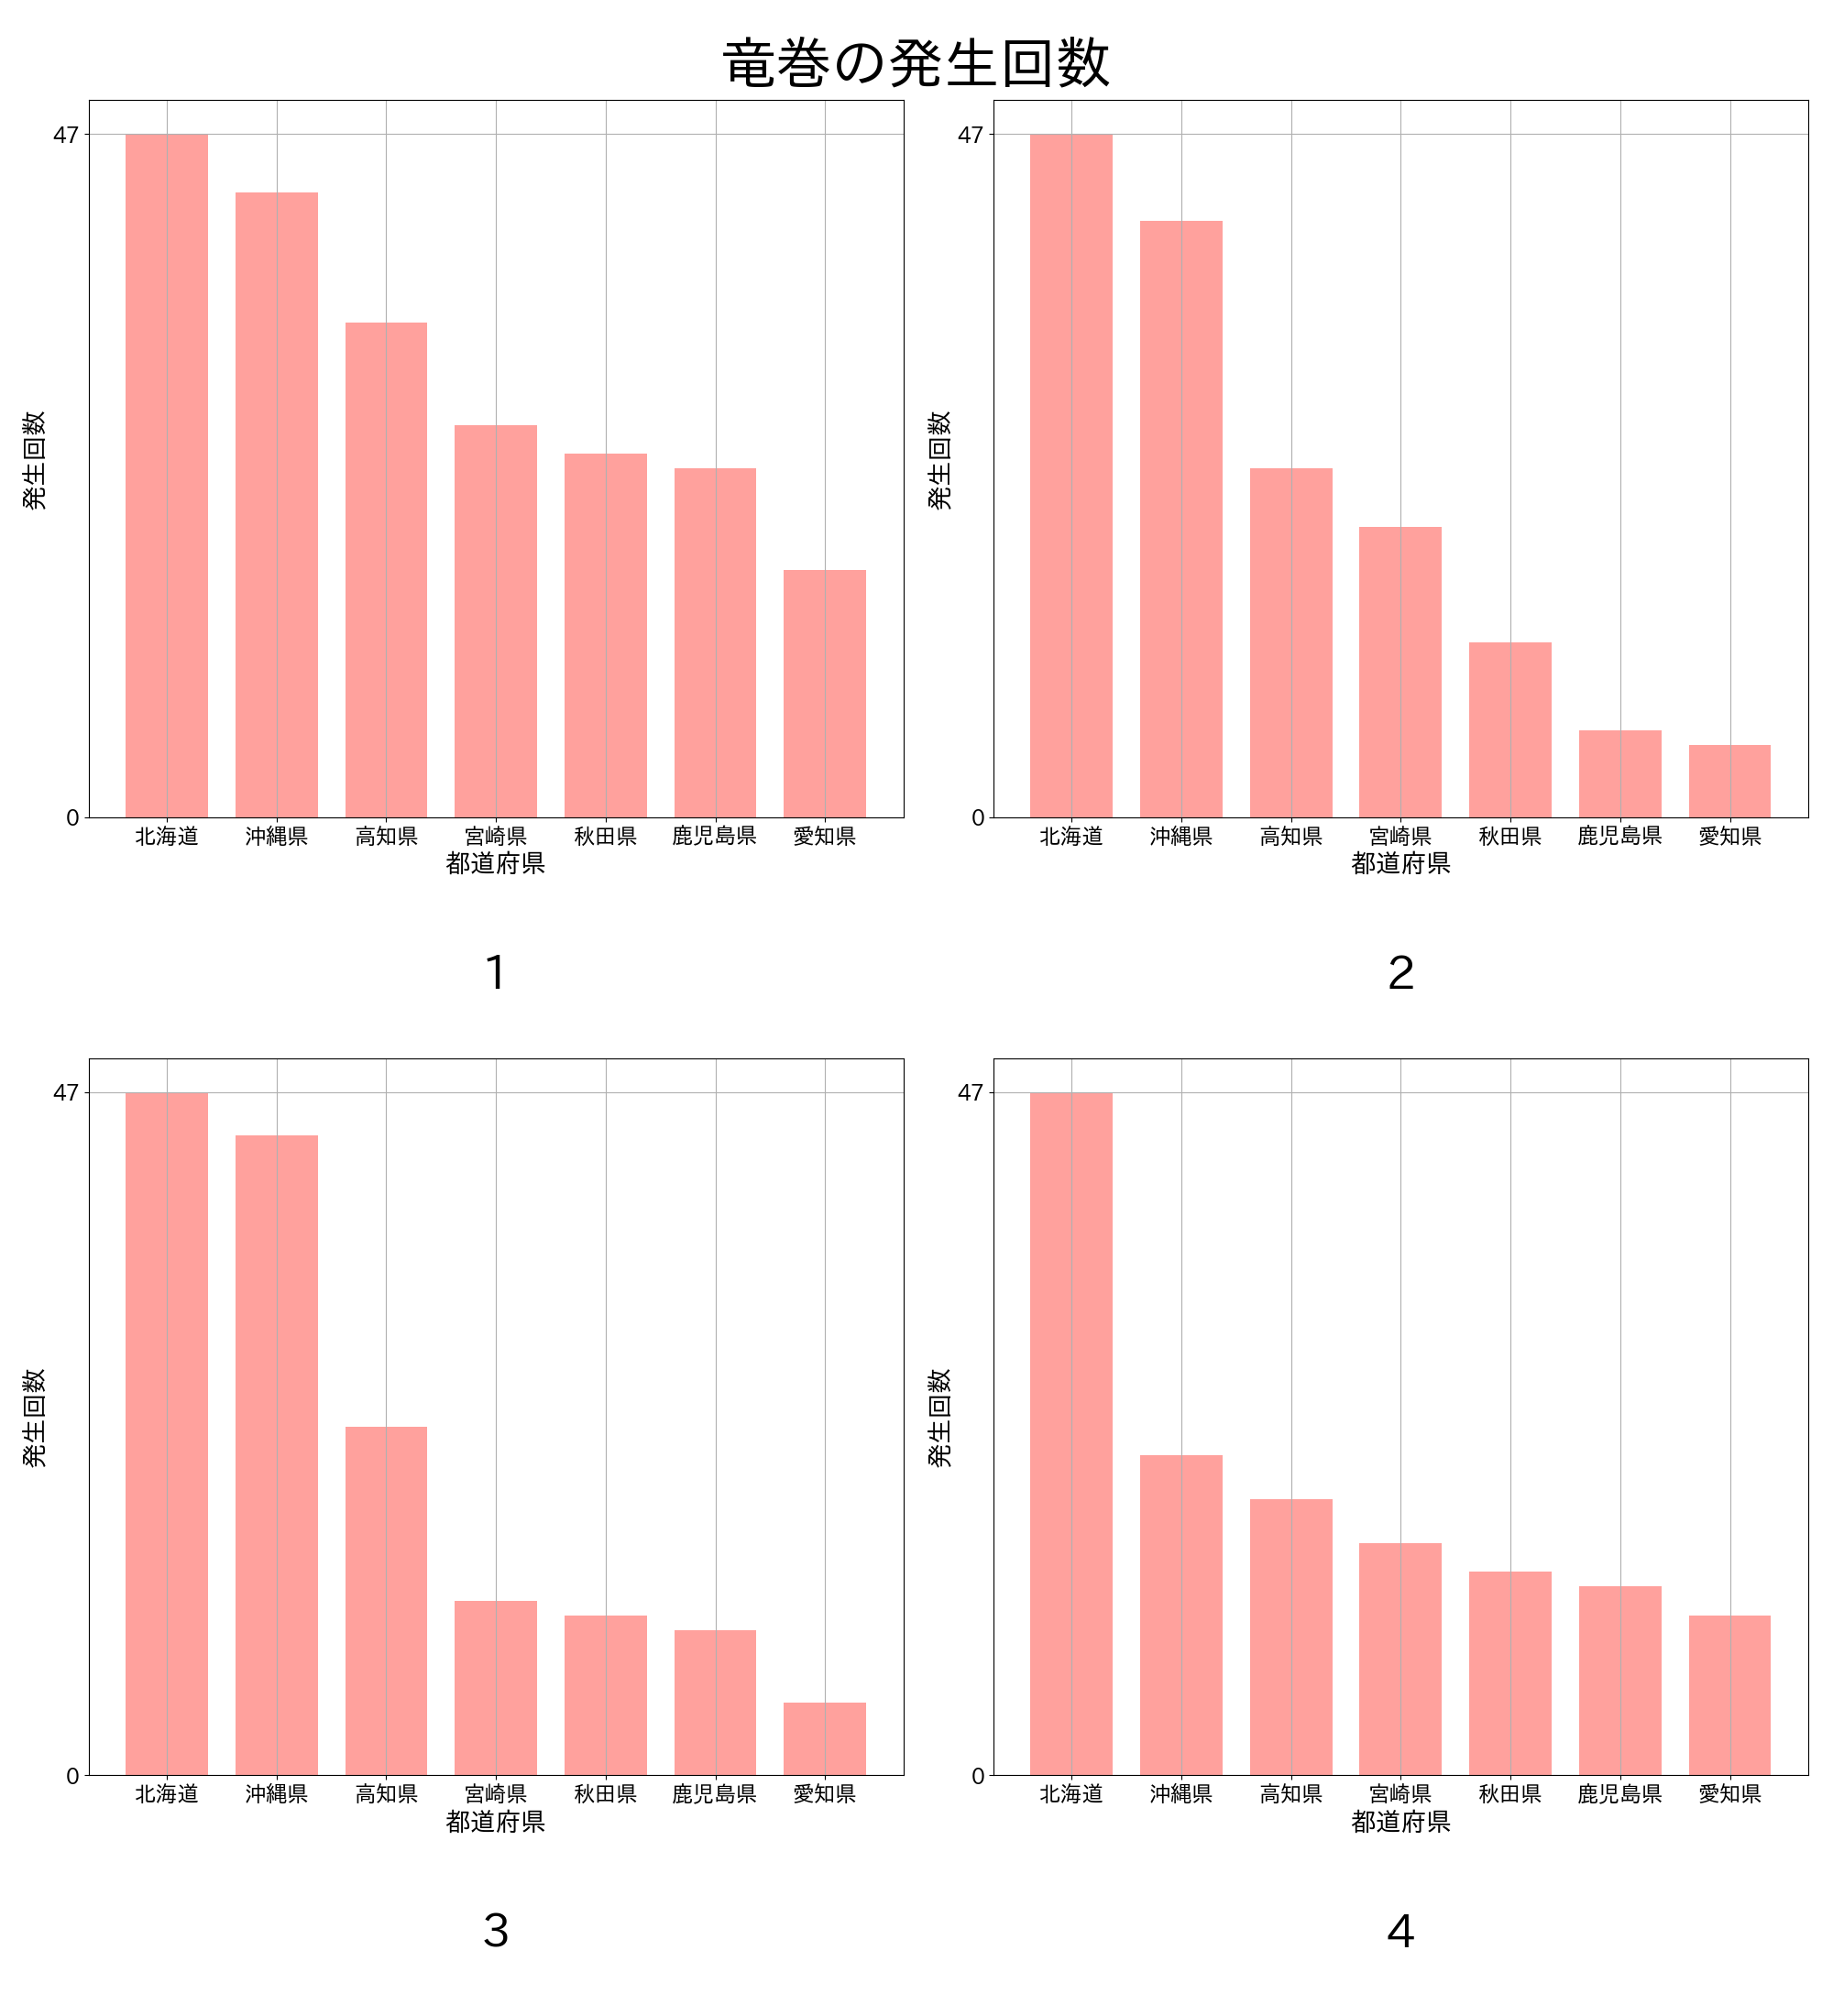 竜巻の発生回数
47
0
発生回数
北海道 沖縄県 高知県 宮崎県 秋田県 鹿児島県 愛知県
都道府県
1
47
0
発生回数
北海道 沖縄県 高知県 宮崎県 秋田県 鹿児島県 愛知県
都道府県
2
47
0
発生回数
北海道 沖縄県 高知県 宮崎県 秋田県 鹿児島県 愛知県
都道府県
3
47
0
発生回数
北海道 沖縄県 高知県 宮崎県 秋田県 鹿児島県 愛知県
都道府県
4